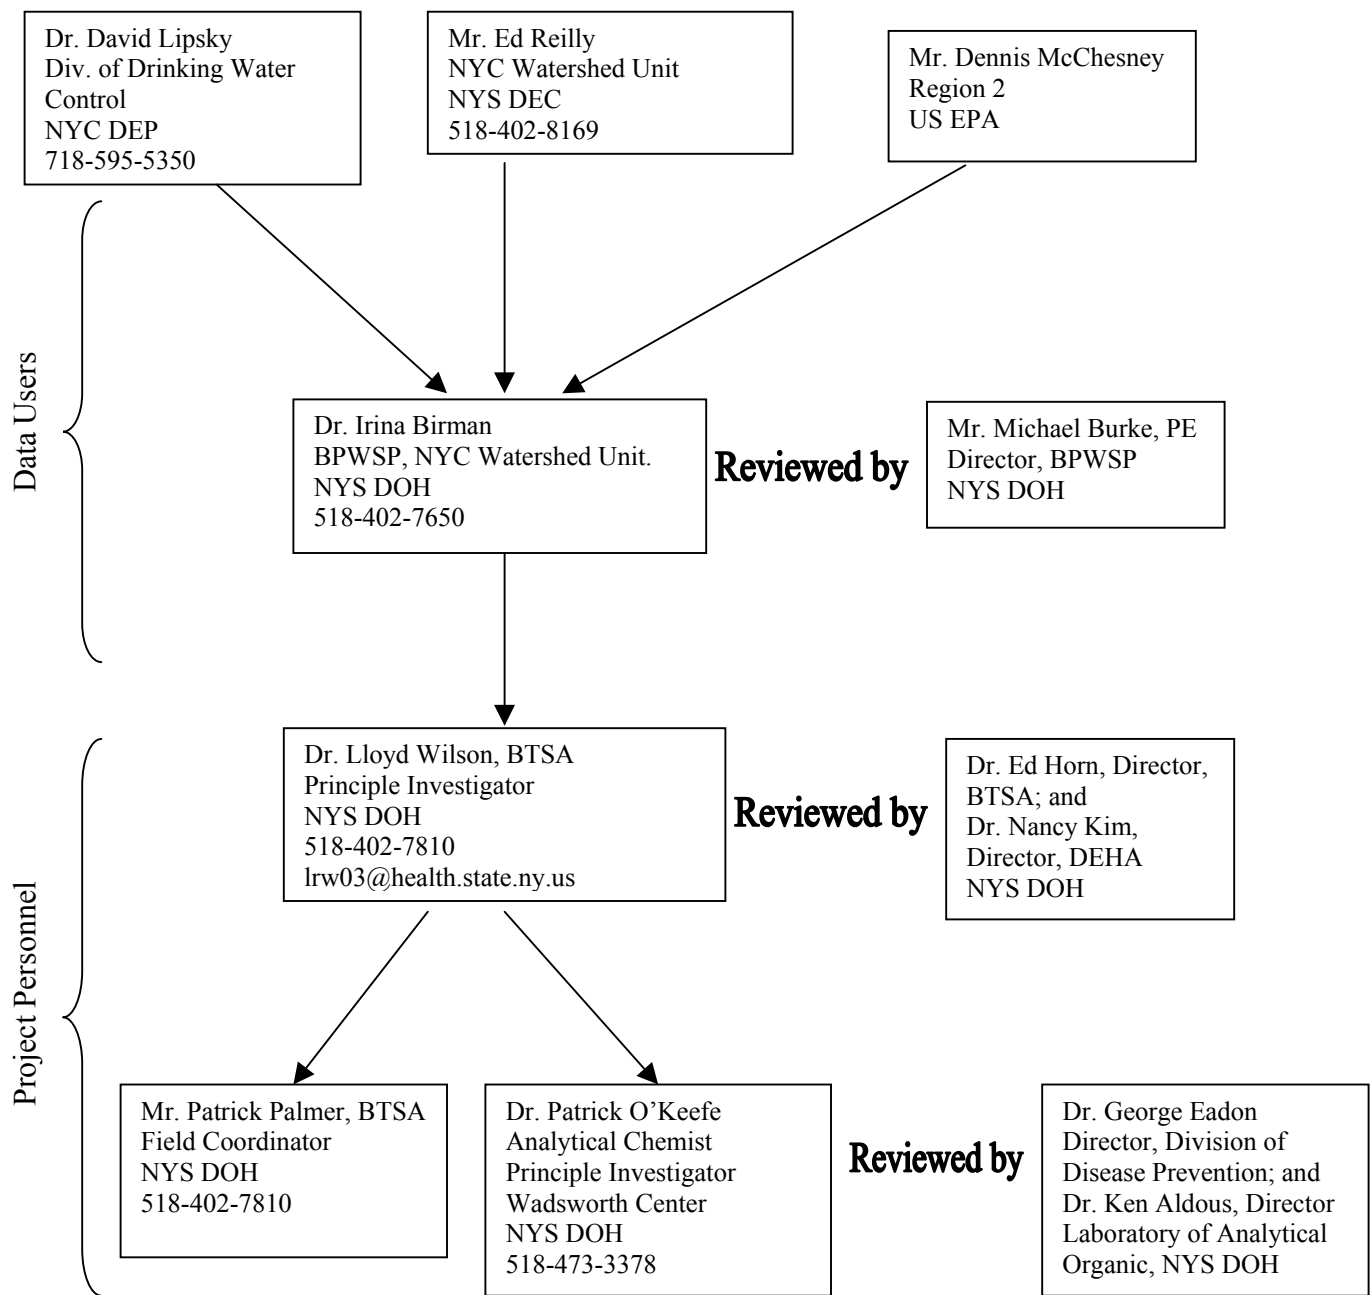 Dr. David Lipsky
Div. of Drinking Water
Control
NYC DEP
718-595-5350
Mr. Ed Reilly
NYC Watershed Unit
NYS DEC
518-402-8169
Mr. Dennis McChesney
Region 2
US EPA
Data Users
Dr. Irina Birman
BPWSP, NYC Watershed Unit.
NYS DOH
518-402-7650
Reviewed by
Mr. Michael Burke, PE
Director, BPWSP
NYS DOH
Project Personnel
Dr. Lloyd Wilson, BTSA
Principle Investigator
NYS DOH
518-402-7810
lrw03@health.state.ny.us
Reviewed by
Dr. Ed Horn, Director,
BTSA; and
Dr. Nancy Kim,
Director, DEHA
NYS DOH
Mr. Patrick Palmer, BTSA
Field Coordinator
NYS DOH
518-402-7810
Dr. Patrick O’Keefe
Analytical Chemist
Principle Investigator
Wadsworth Center
NYS DOH
518-473-3378
Reviewed by
Dr. George Eadon
Director, Division of
Disease Prevention; and
Dr. Ken Aldous, Director
Laboratory of Analytical
Organic, NYS DOH